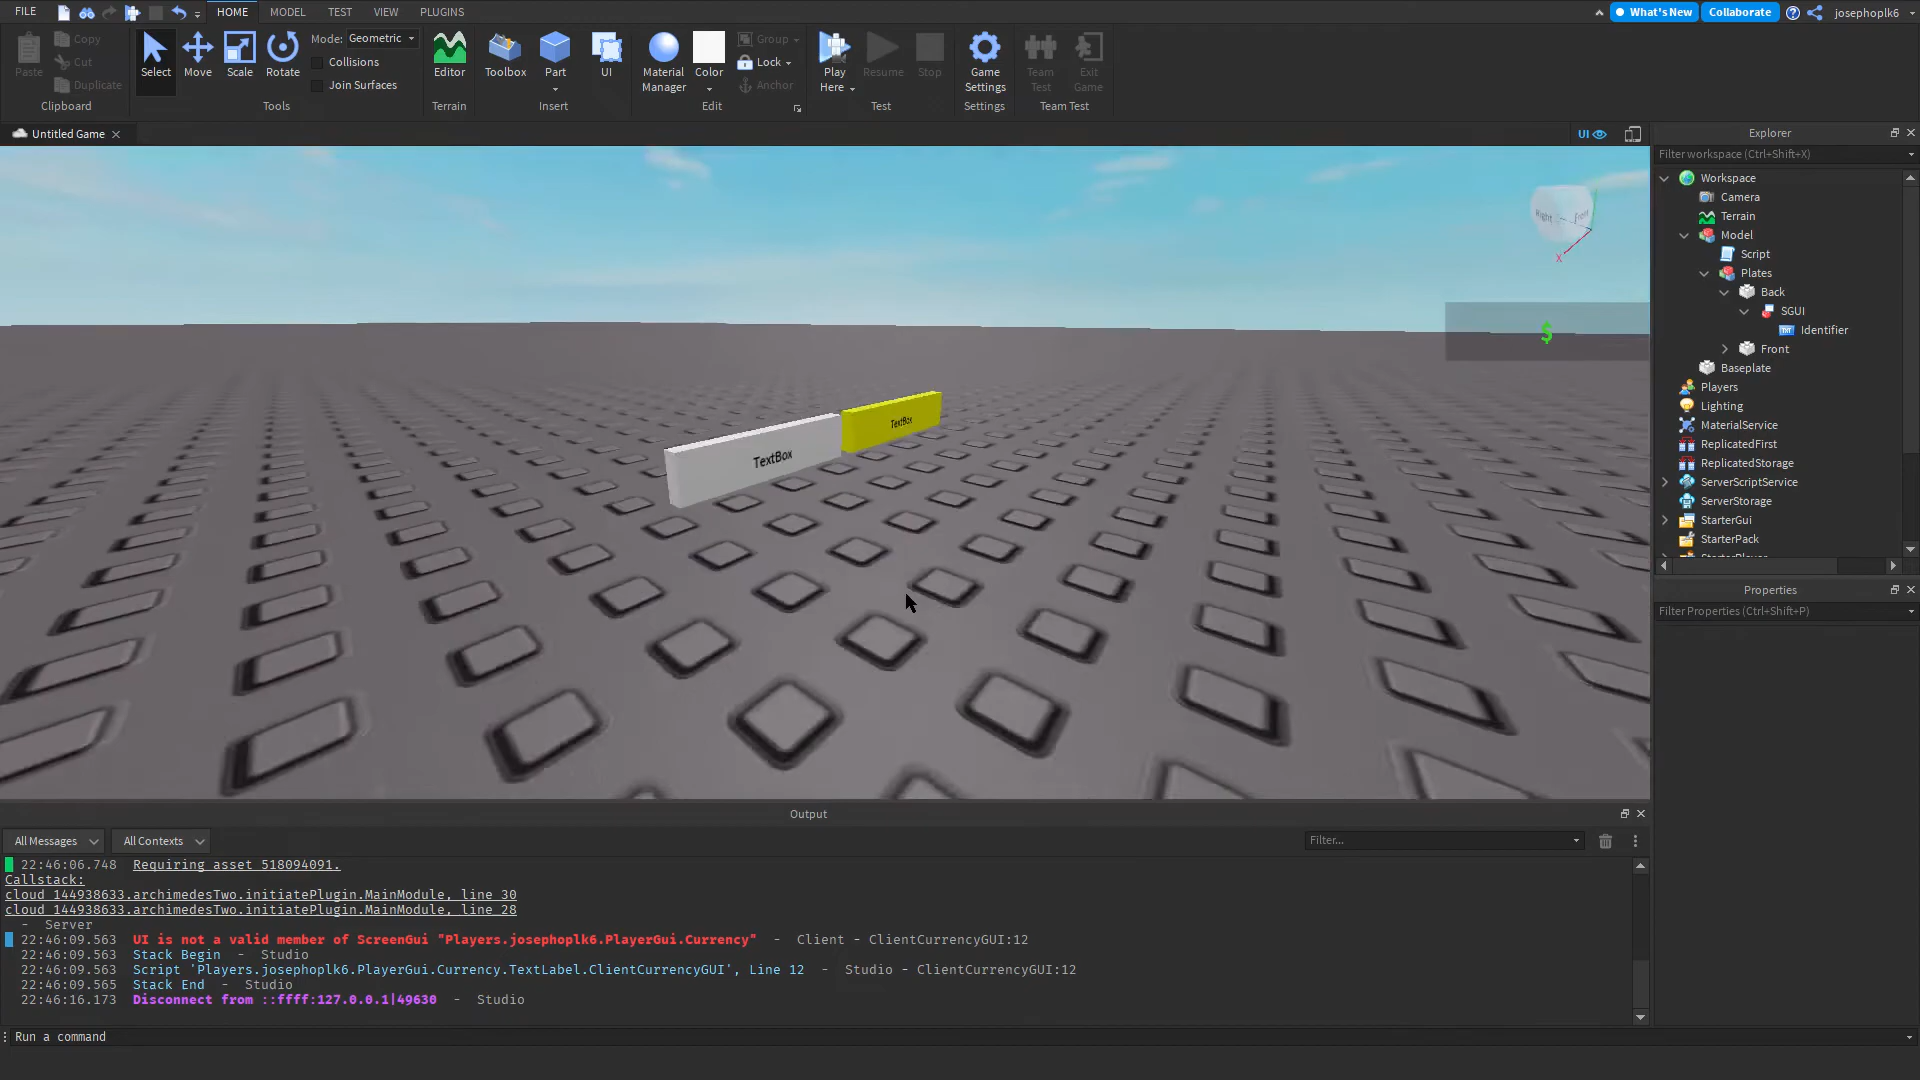 FILE HOME MODEL TEST VIEW PLUGINS What's New Collaborate josephoplk6
Copy
Cut
Duplicate
Paste
Clipboard
Select Move Scale Rotate
Mode: Geometric
Collisions
Join Surfaces
Tools
Editor
Terrain
Toolbox Part UI
Insert
Material
Manager
Color
Group
Lock
Anchor
Edit
Play
Here
Resume Stop
Test
Game
Settings
Settings
Team
Test
Exit
Game
Team Test
Untitled Game
UI
Right
Front
X
$
TextBox
TextBox
Explorer
Filter workspace (Ctrl+Shift+X)
Workspace
Camera
Terrain
Model
Script
Plates
Back
SGUI
TXT Identifier
Front
Baseplate
Players
Lighting
MaterialService
ReplicatedFirst
ReplicatedStorage
ServerScriptService
ServerStorage
StarterGui
StarterPack
StarterPlayer
Properties
Filter Properties (Ctrl+Shift+P)
Output
All Messages All Contexts Filter...
22:46:06.748 Requiring asset 518094091.
Callstack:
cloud_144938633.archimedesTwo.initiatePlugin.MainModule, line 30
cloud_144938633.archimedesTwo.initiatePlugin.MainModule, line 28
- Server
22:46:09.563 UI is not a valid member of ScreenGui "Players.josephoplk6.PlayerGui.Currency" - Client - ClientCurrencyGUI:12
22:46:09.563 Stack Begin - Studio
22:46:09.563 Script 'Players.josephoplk6.PlayerGui.Currency.TextLabel.ClientCurrencyGUI', Line 12 - Studio - ClientCurrencyGUI:12
22:46:09.565 Stack End - Studio
22:46:16.173 Disconnect from ::ffff:127.0.0.1|49630 - Studio
Run a command